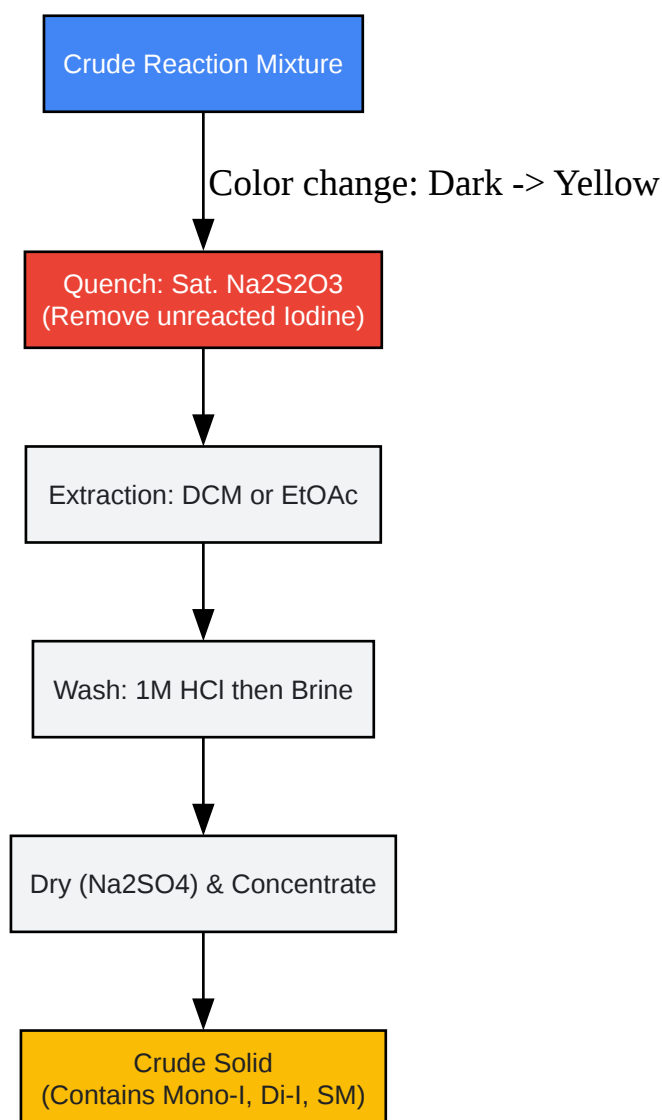 Crude Reaction Mixture
Color change: Dark -> Yellow
Quench: Sat. Na2S2O3
(Remove unreacted Iodine)
Extraction: DCM or EtOAc
Wash: 1M HCl then Brine
Dry (Na2SO4) & Concentrate
Crude Solid
(Contains Mono-I, Di-I, SM)